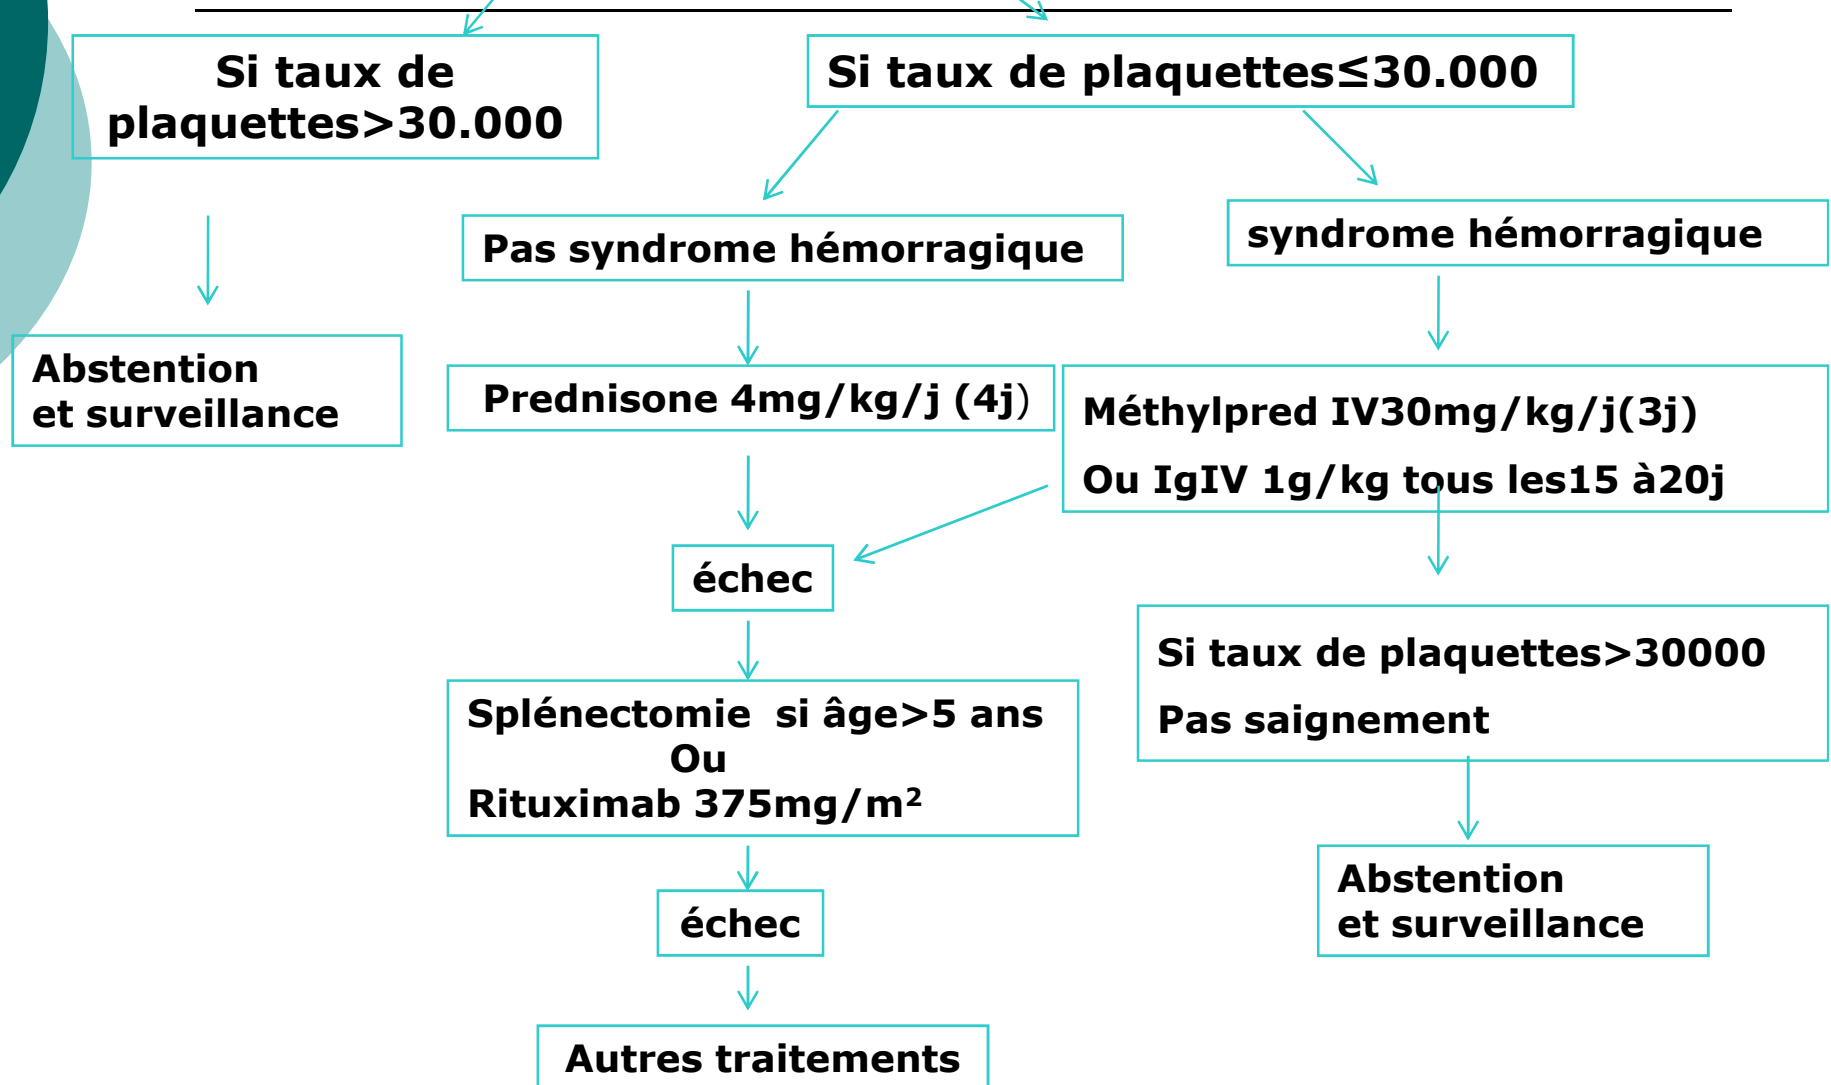 Si taux de
plaquettes>30.000
Si taux de plaquettes≤30.000
Pas syndrome hémorragique
syndrome hémorragique
Abstention
et surveillance
Prednisone 4mg/kg/j (4j)
Méthylpred IV30mg/kg/j(3j)
Ou IgIV 1g/kg tous les15 à20j
échec
Si taux de plaquettes>30000
Pas saignement
Splénectomie si âge>5 ans
Ou
Rituximab 375mg/m²
Abstention
et surveillance
échec
Autres traitements